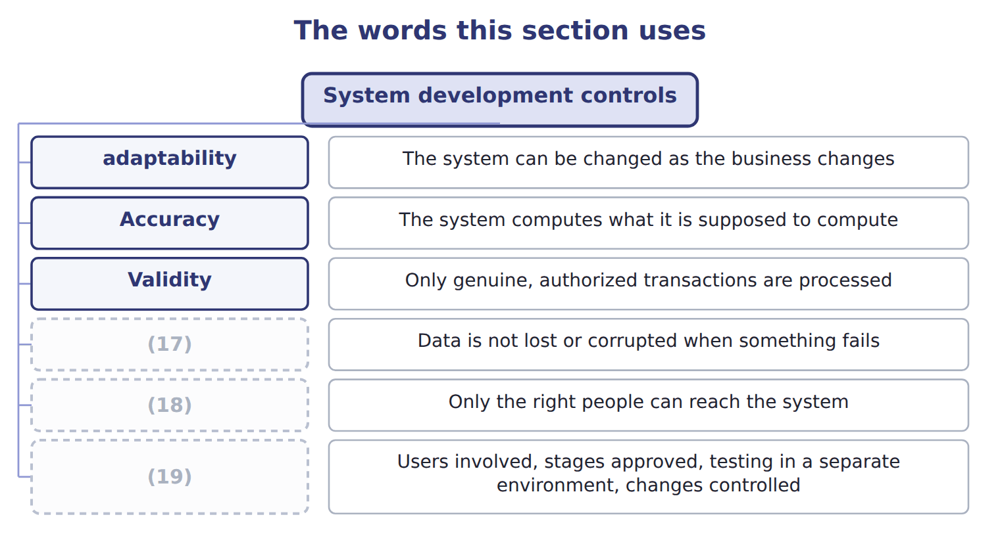 The words this section uses
System development controls
adaptability
The system can be changed as the business changes
Accuracy
The system computes what it is supposed to compute
Validity
Only genuine, authorized transactions are processed
(17)
Data is not lost or corrupted when something fails
(18)
Only the right people can reach the system
(19)
Users involved, stages approved, testing in a separate
environment, changes controlled